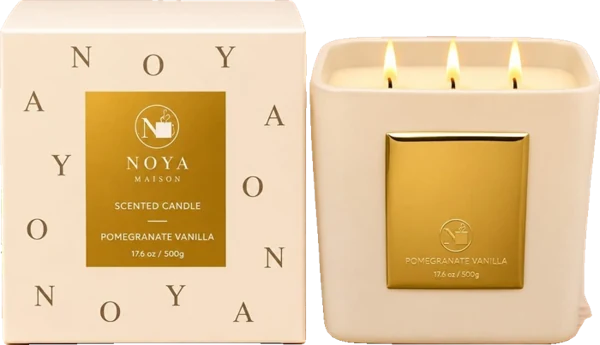 N O Y
A A
Y O
O N
N O Y A
N
NOYA
MAISON
SCENTED CANDLE
POMEGRANATE VANILLA
17.6 oz / 500g
N
POMEGRANATE VANILLA
17.6 oz / 500g